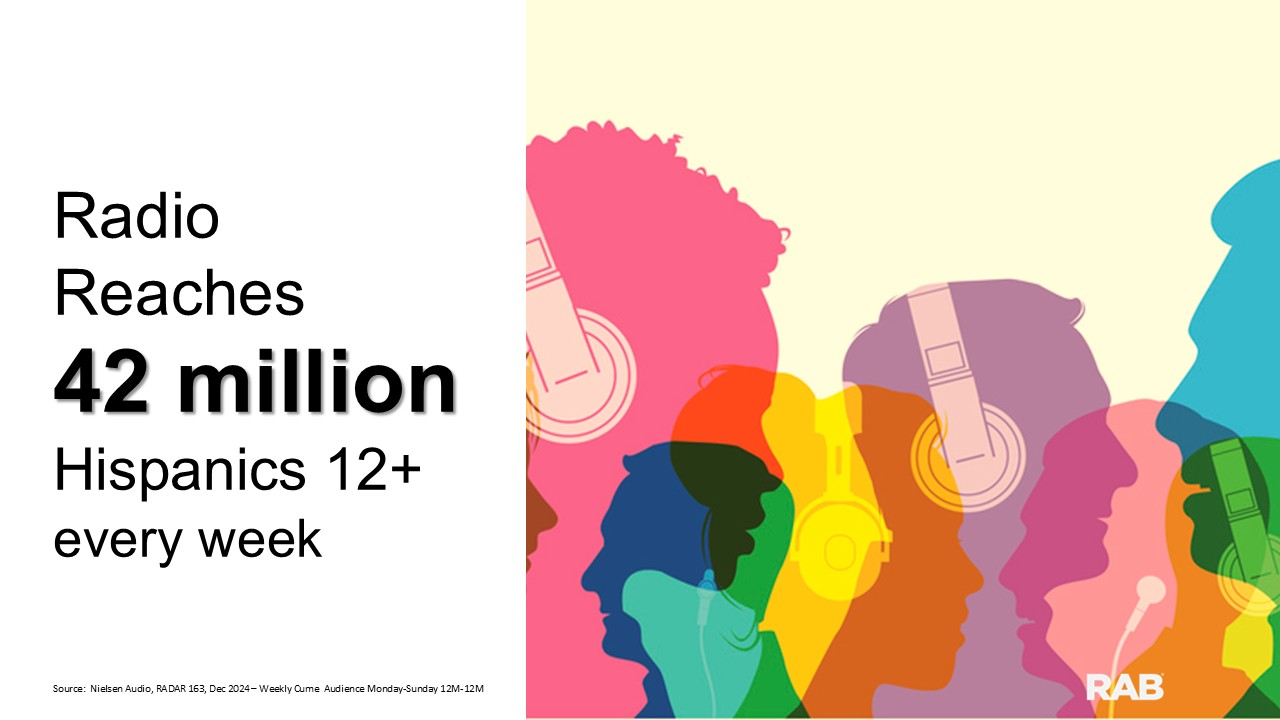 Radio
Reaches
42 million
Hispanics 12+
every week
Source: Nielsen Audio, RADAR 163, Dec 2024 – Weekly Cume Audience Monday-Sunday 12M-12M
RAB